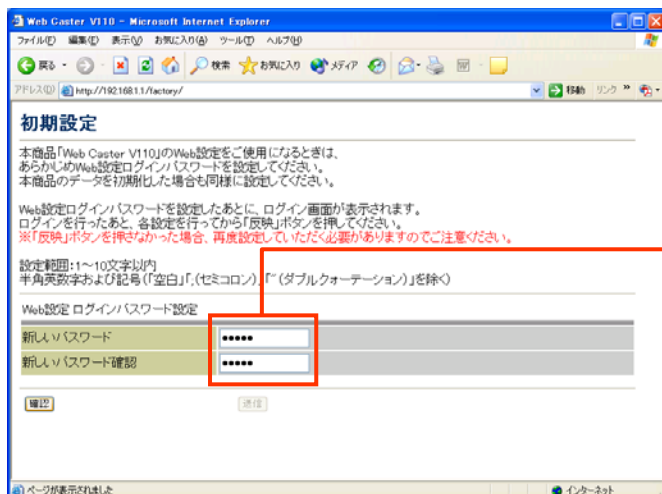 Web Caster V110 - Microsoft Internet Explorer
ファイル(F) 編集(E) 表示(V) お気に入り(A) ツール(T) ヘルプ(H)
戻る 検索 お気に入り メディア
アドレス(D) http://192.168.1.1/factory/ 移動 リンク »
初期設定
本商品「Web Caster V110」のWeb設定をご使用になるときは、
あらかじめWeb設定ログインパスワードを設定してください。
本商品のデータを初期化した場合も同様に設定してください。
Web設定ログインパスワードを設定したあとに、ログイン画面が表示されます。
ログインを行ったあと、各設定を行ってから「反映」ボタンを押してください。
※「反映」ボタンを押さなかった場合、再度設定していただく必要がありますのでご注意ください。
設定範囲:1～10文字以内
半角英数字および記号(「空白」「;(セミコロン)」「"(ダブルクォーテーション)」を除く)
Web設定 ログインパスワード設定
新しいパスワード •••••
新しいパスワード確認 •••••
確認 送信
ページが表示されました インターネット